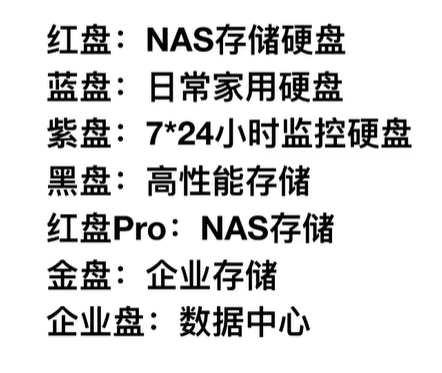 红盘：NAS存储硬盘
蓝盘：日常家用硬盘
紫盘：7*24小时监控硬盘
黑盘：高性能存储
红盘Pro：NAS存储
金盘：企业存储
企业盘：数据中心